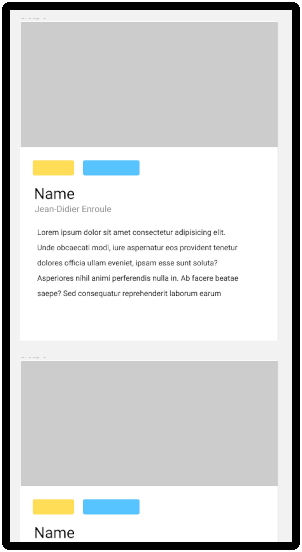 Name
Jean-Didier Enroule
Lorem ipsum dolor sit amet consectetur adipisicing elit.
Unde obcaecati modi, iure aspernatur eos provident tenetur
dolores officia ullam eveniet, ipsam esse sunt soluta?
Asperiores nihil animi perferendis nulla in. Ab facere beatae
saepe? Sed consequatur reprehenderit laborum earum
Name